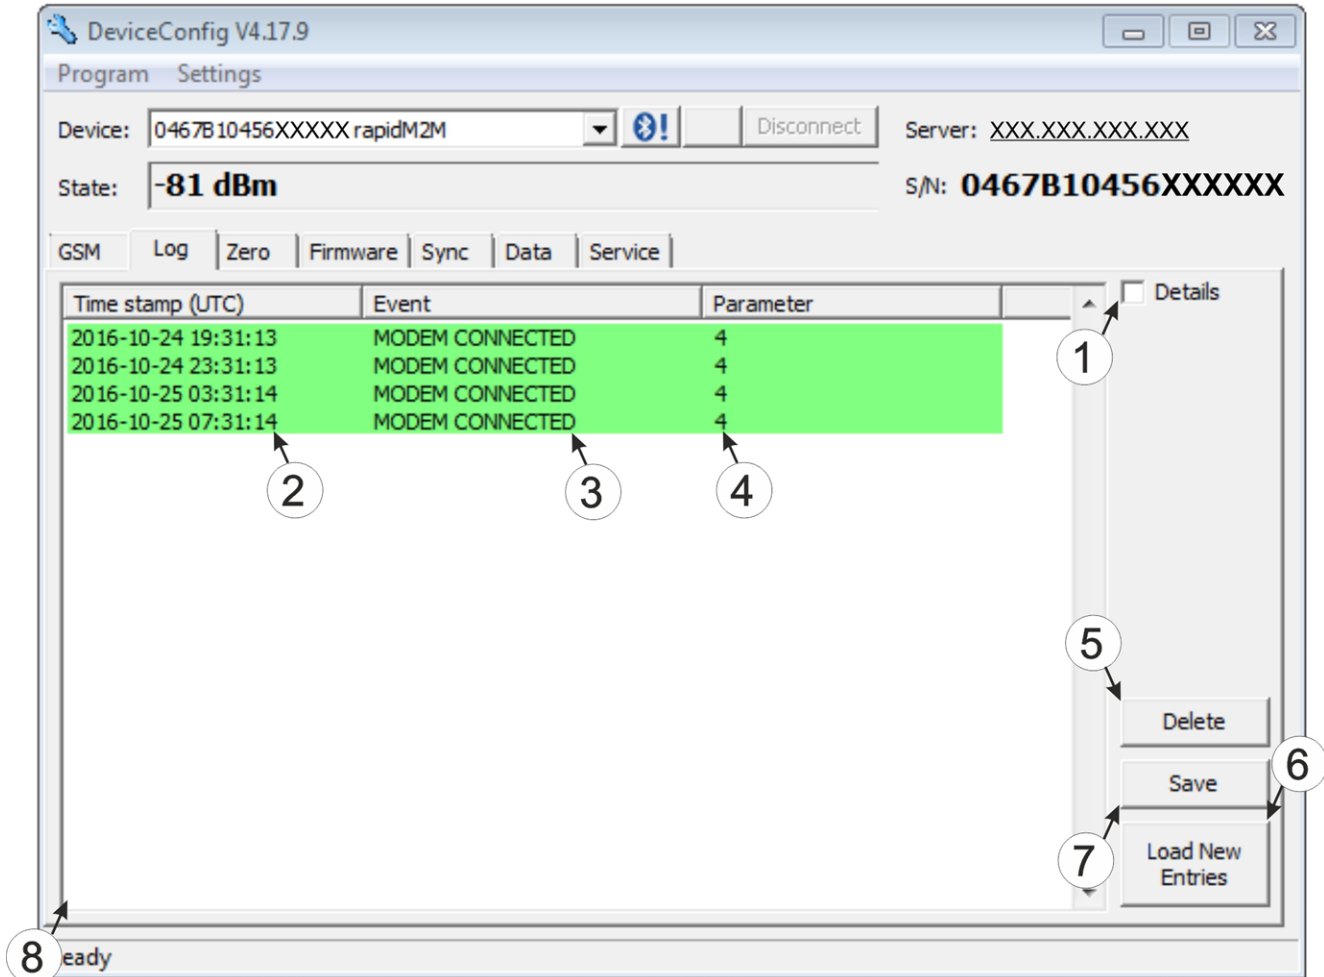 DeviceConfig V4.17.9
Program Settings
Device: 0467B10456XXXXX rapidM2M Disconnect Server: XXX.XXX.XXX.XXX
State: -81 dBm S/N: 0467B10456XXXXXX
GSM Log Zero Firmware Sync Data Service
Time stamp (UTC) Event Parameter Details
2016-10-24 19:31:13 MODEM CONNECTED 4
1
2016-10-24 23:31:13 MODEM CONNECTED 4
2016-10-25 03:31:14 MODEM CONNECTED 4
2016-10-25 07:31:14 MODEM CONNECTED 4
2 3 4
5
Delete
6
Save
7
Load New
Entries
8 eady